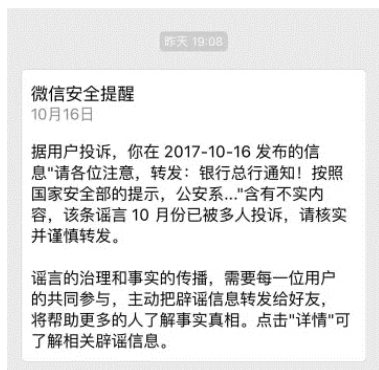 昨天 19:08
微信安全提醒
10月16日
据用户投诉，你在 2017-10-16 发布的信
息"请各位注意，转发：银行总行通知！按照
国家安全部的提示，公安系..."含有不实内
容，该条谣言 10 月份已被多人投诉，请核实
并谨慎转发。
谣言的治理和事实的传播，需要每一位用户
的共同参与，主动把辟谣信息转发给好友，
将帮助更多的人了解事实真相。点击"详情"可
了解相关辟谣信息。